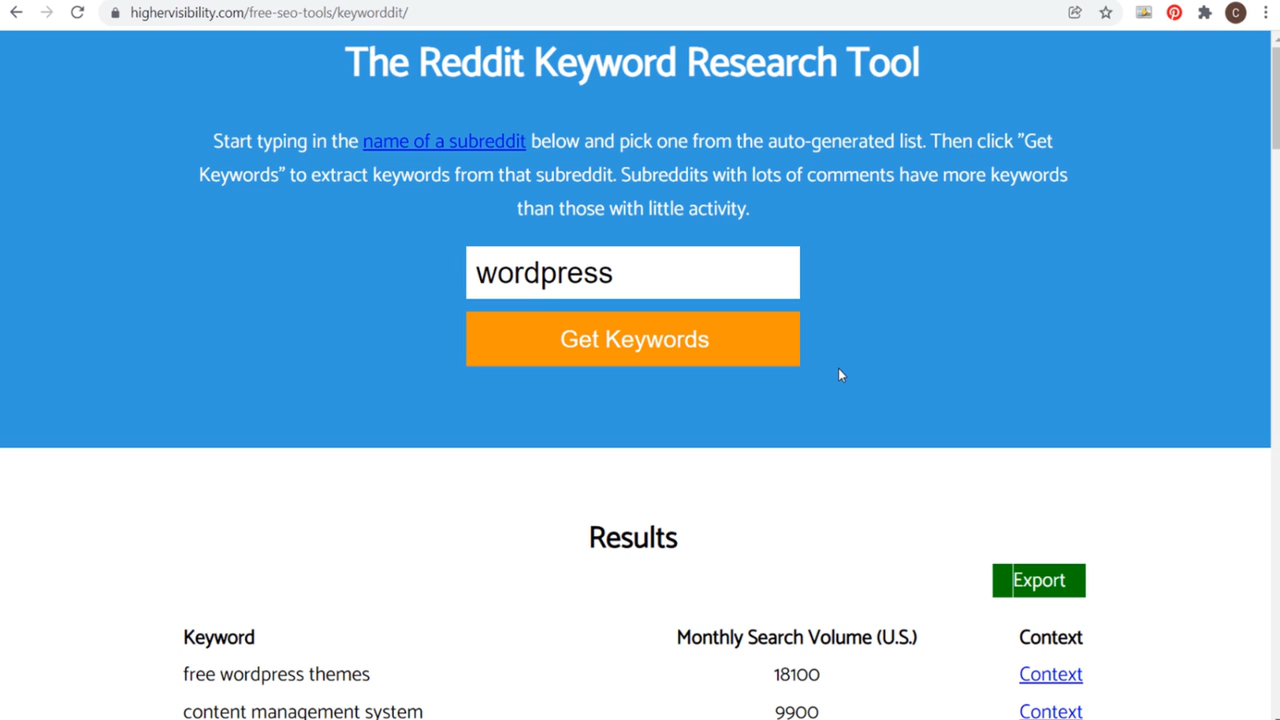 highervisibility.com/free-seo-tools/keyworddit/
C
The Reddit Keyword Research Tool
Start typing in the name of a subreddit below and pick one from the auto-generated list. Then click "Get
Keywords" to extract keywords from that subreddit. Subreddits with lots of comments have more keywords
than those with little activity.
wordpress
Get Keywords
Results
Export
Keyword Monthly Search Volume (U.S.) Context
free wordpress themes 18100 Context
content management system 9900 Context